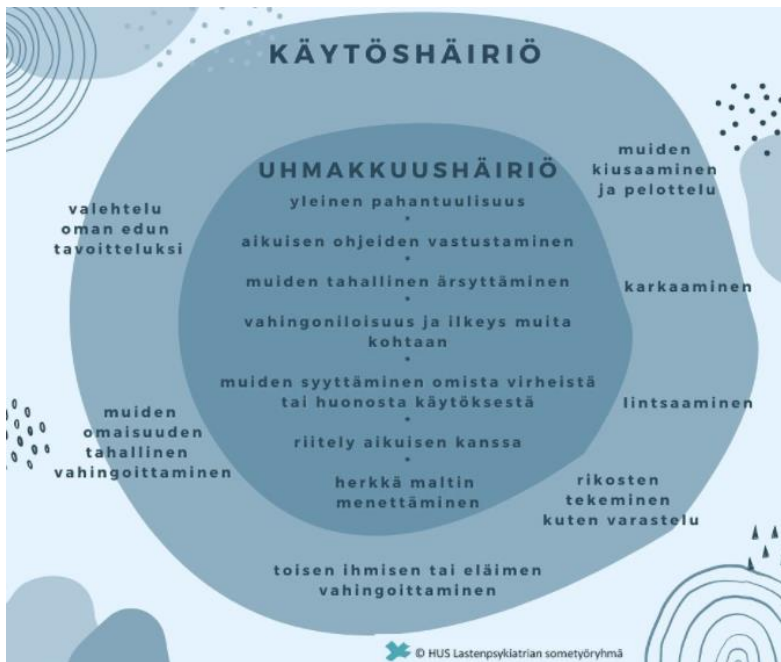 KÄYTÖSHÄIRIÖ
muiden
kiusaaminen
ja pelottelu
UHMAKKUUSHÄIRIÖ
yleinen pahantuulisuus
valehtelu
oman edun
tavoitteluksi
aikuisen ohjeiden vastustaminen
muiden tahallinen ärsyttäminen
karkaaminen
vahingoniloisuus ja ilkeys muita
kohtaan
muiden syyttäminen omista virheistä
tai huonosta käytöksestä
lintsaaminen
muiden
omaisuuden
tahallinen
vahingoittaminen
riitely aikuisen kanssa
herkkä maltin
menettäminen
rikosten
tekeminen
kuten varastelu
toisen ihmisen tai eläimen
vahingoittaminen
© HUS Lastenpsykiatrian sometyöryhmä